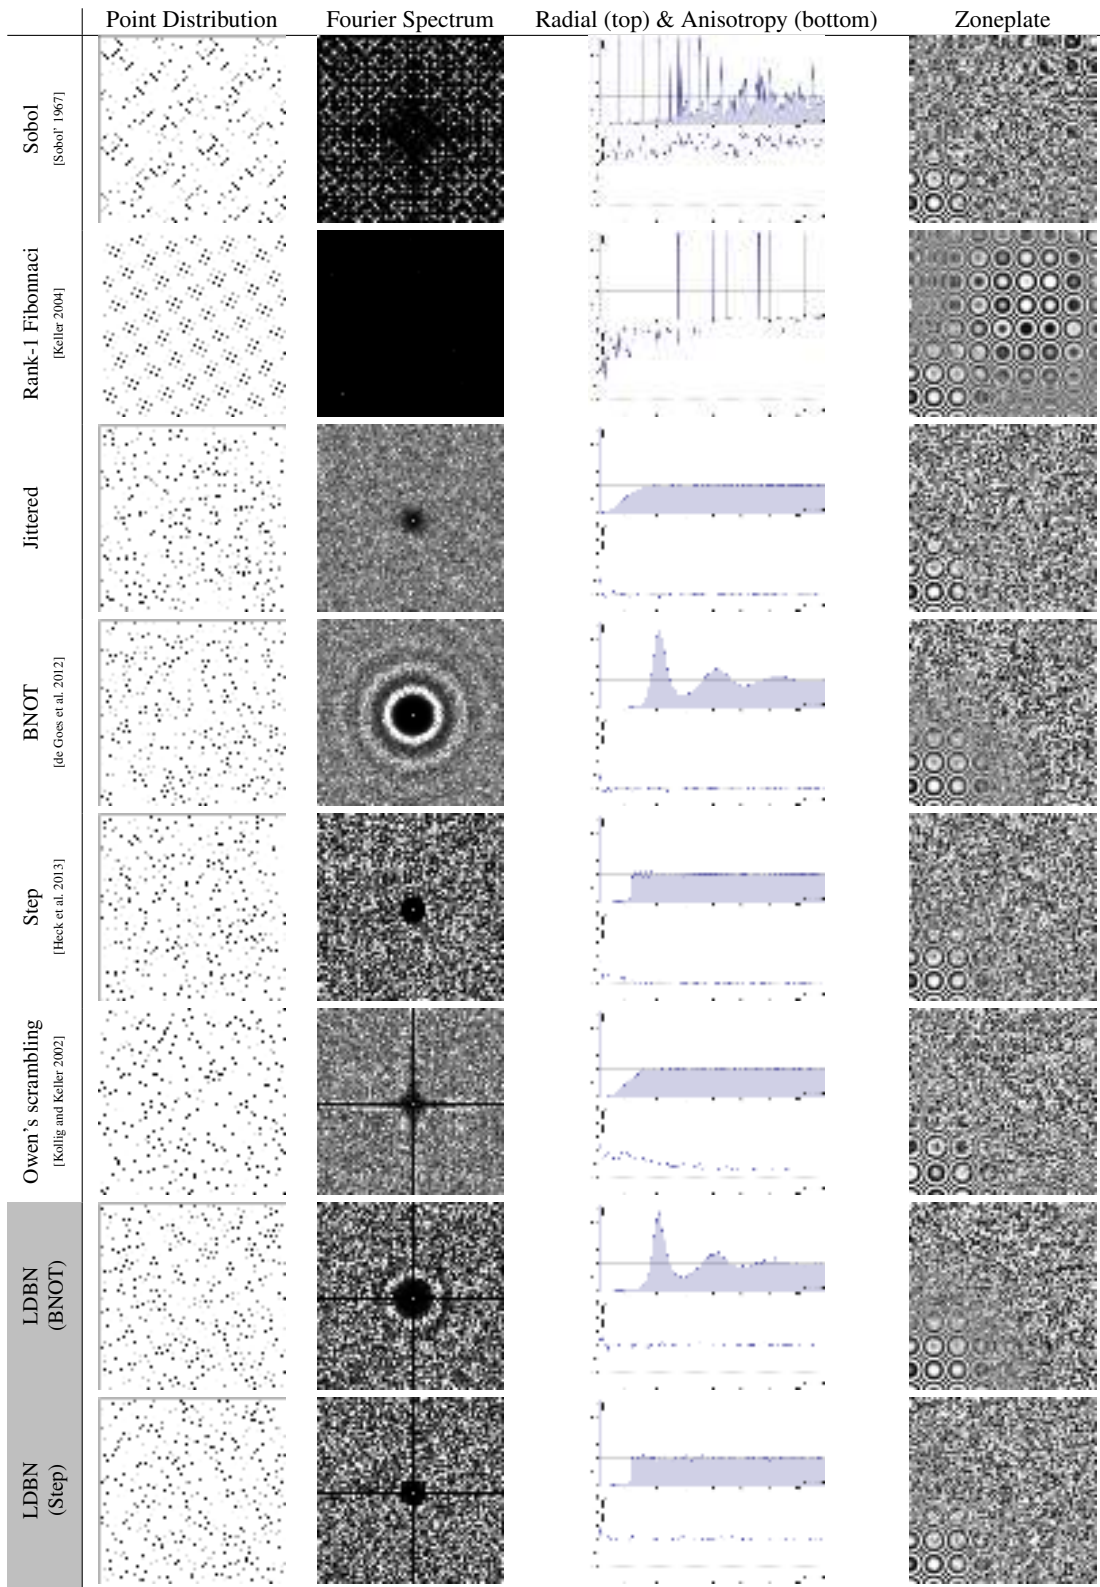 Point Distribution Fourier Spectrum Radial (top) & Anisotropy (bottom) Zoneplate
Sobol
[Sobol' 1967]
Rank-1 Fibonnaci
[Keller 2004]
Jittered
BNOT
[de Goes et al. 2012]
Step
[Heck et al. 2013]
Owen's scrambling
[Kollig and Keller 2002]
LDBN
(BNOT)
LDBN
(Step)